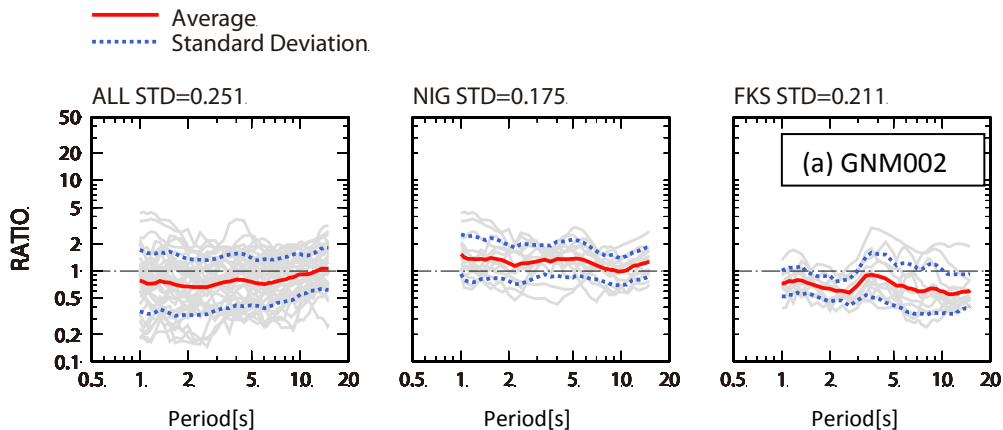 Average.
Standard Deviation.
ALL STD=0.251.
NIG STD=0.175.
FKS STD=0.211.
(a) GNM002
RATIO.
50
20
10
5
2
1
0.5
0.2
0.1
0.5. 1. 2. 5. 10. 20
0.5. 1. 2. 5. 10. 20
0.5. 1. 2. 5. 10. 20
Period[s]
Period[s]
Period[s]